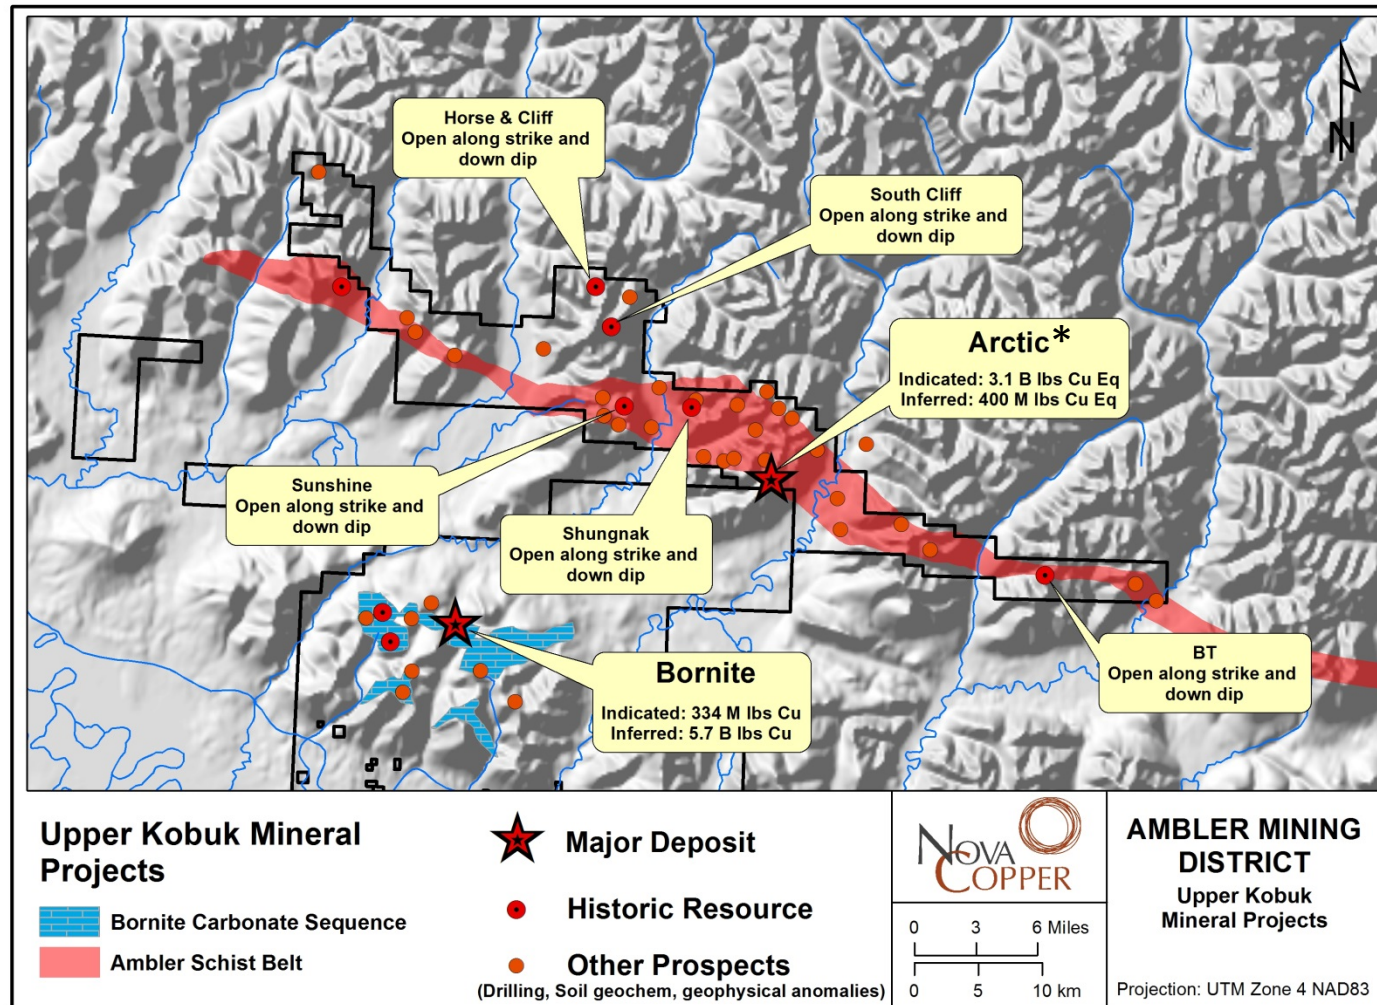 Horse & Cliff
Open along strike and
down dip
South Cliff
Open along strike and
down dip
N
Arctic*
Indicated: 3.1 B lbs Cu Eq
Inferred: 400 M lbs Cu Eq
Sunshine
Open along strike and
down dip
Shungnak
Open along strike and
down dip
Bornite
Indicated: 334 M lbs Cu
Inferred: 5.7 B lbs Cu
BT
Open along strike and
down dip
Upper Kobuk Mineral
Projects
Bornite Carbonate Sequence
Ambler Schist Belt
Major Deposit
Historic Resource
Other Prospects
(Drilling, Soil geochem, geophysical anomalies)
NOVA
COPPER
0 3 6 Miles
0 5 10 km
AMBLER MINING
DISTRICT
Upper Kobuk
Mineral Projects
Projection: UTM Zone 4 NAD83